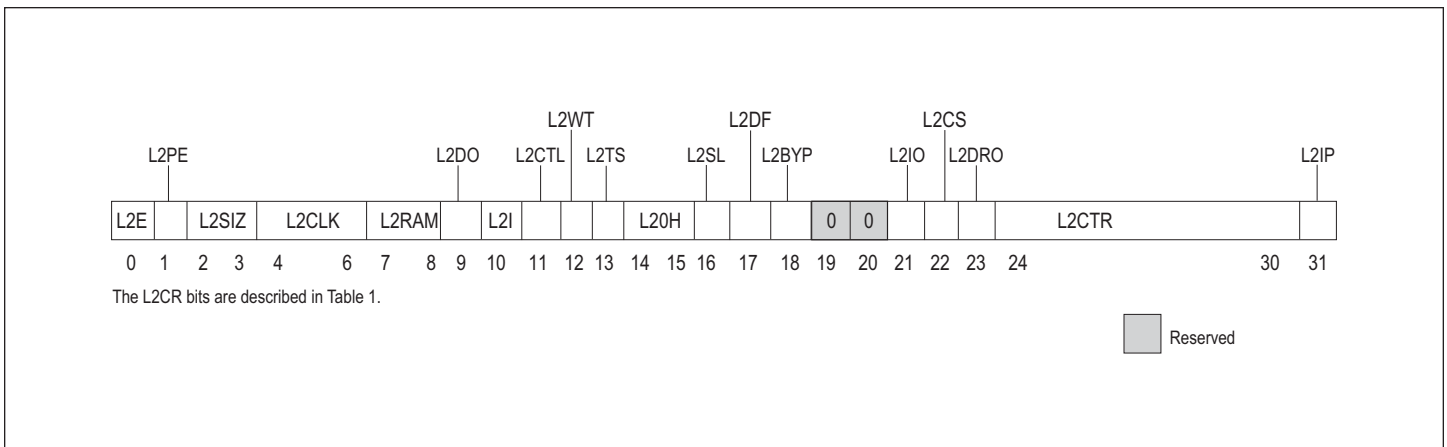 L2WT L2DF L2CS
L2PE L2DO L2CTL L2TS L2SL L2BYP L2IO L2DRO L2IP
L2E L2SIZ L2CLK L2RAM L2I L20H 0 0 L2CTR
0 1 2 3 4 6 7 8 9 10 11 12 13 14 15 16 17 18 19 20 21 22 23 24 30 31
The L2CR bits are described in Table 1.
Reserved